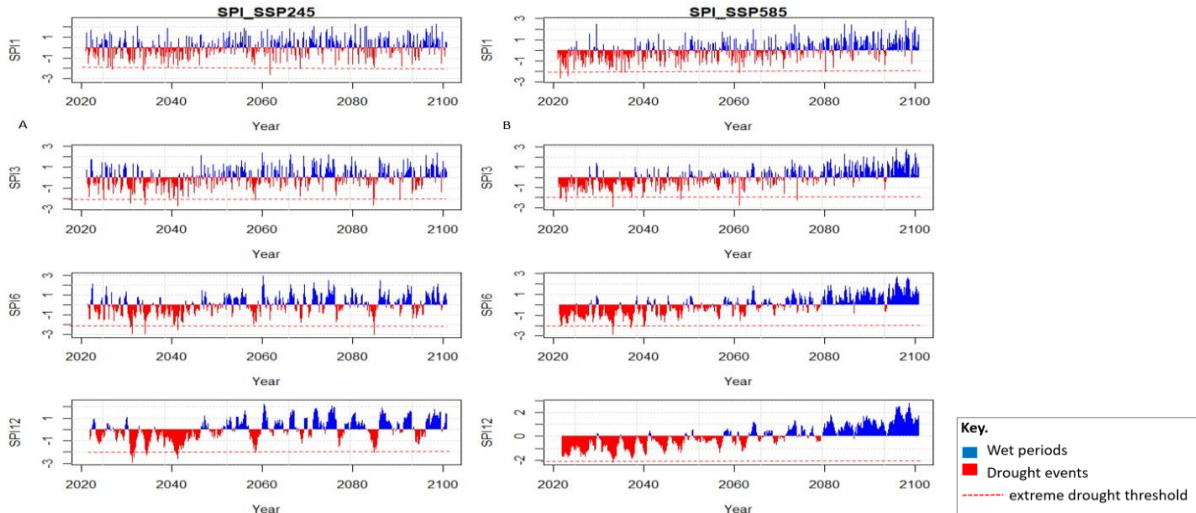 SPI_SSP245
SPI1
1
-1
-3
2020 2040 2060 2080 2100
Year
A
SPI3
3
1
-1
-3
2020 2040 2060 2080 2100
Year
SPI6
3
1
-1
-3
2020 2040 2060 2080 2100
Year
SPI12
1
-1
-3
2020 2040 2060 2080 2100
Year
SPI_SSP585
SPI1
3
1
-1
-3
2020 2040 2060 2080 2100
Year
B
SPI3
3
1
-1
-3
2020 2040 2060 2080 2100
Year
SPI6
3
1
-1
-3
2020 2040 2060 2080 2100
Year
SPI12
2
0
-2
2020 2040 2060 2080 2100
Year
Key.
Wet periods
Drought events
extreme drought threshold